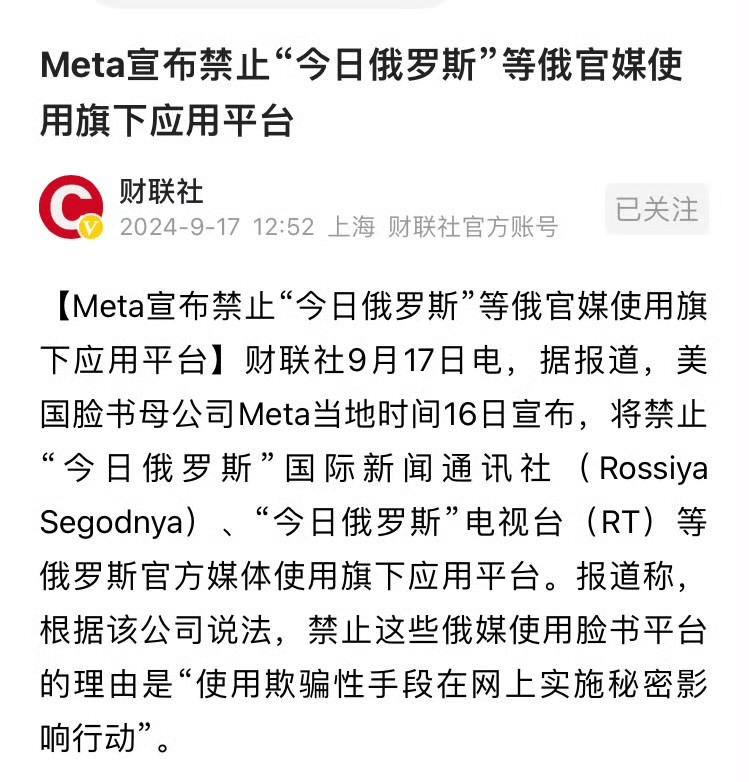 Meta宣布禁止“今日俄罗斯”等俄官媒使
用旗下应用平台
财联社
2024-9-17 12:52 上海 财联社官方账号
已关注
【Meta宣布禁止“今日俄罗斯”等俄官媒使用旗
下应用平台】财联社9月17日电，据报道，美
国脸书母公司Meta当地时间16日宣布，将禁止
“今日俄罗斯”国际新闻通讯社（Rossiya
Segodnya）、“今日俄罗斯”电视台（RT）等
俄罗斯官方媒体使用旗下应用平台。报道称，
根据该公司说法，禁止这些俄媒使用脸书平台
的理由是“使用欺骗性手段在网上实施秘密影
响行动”。